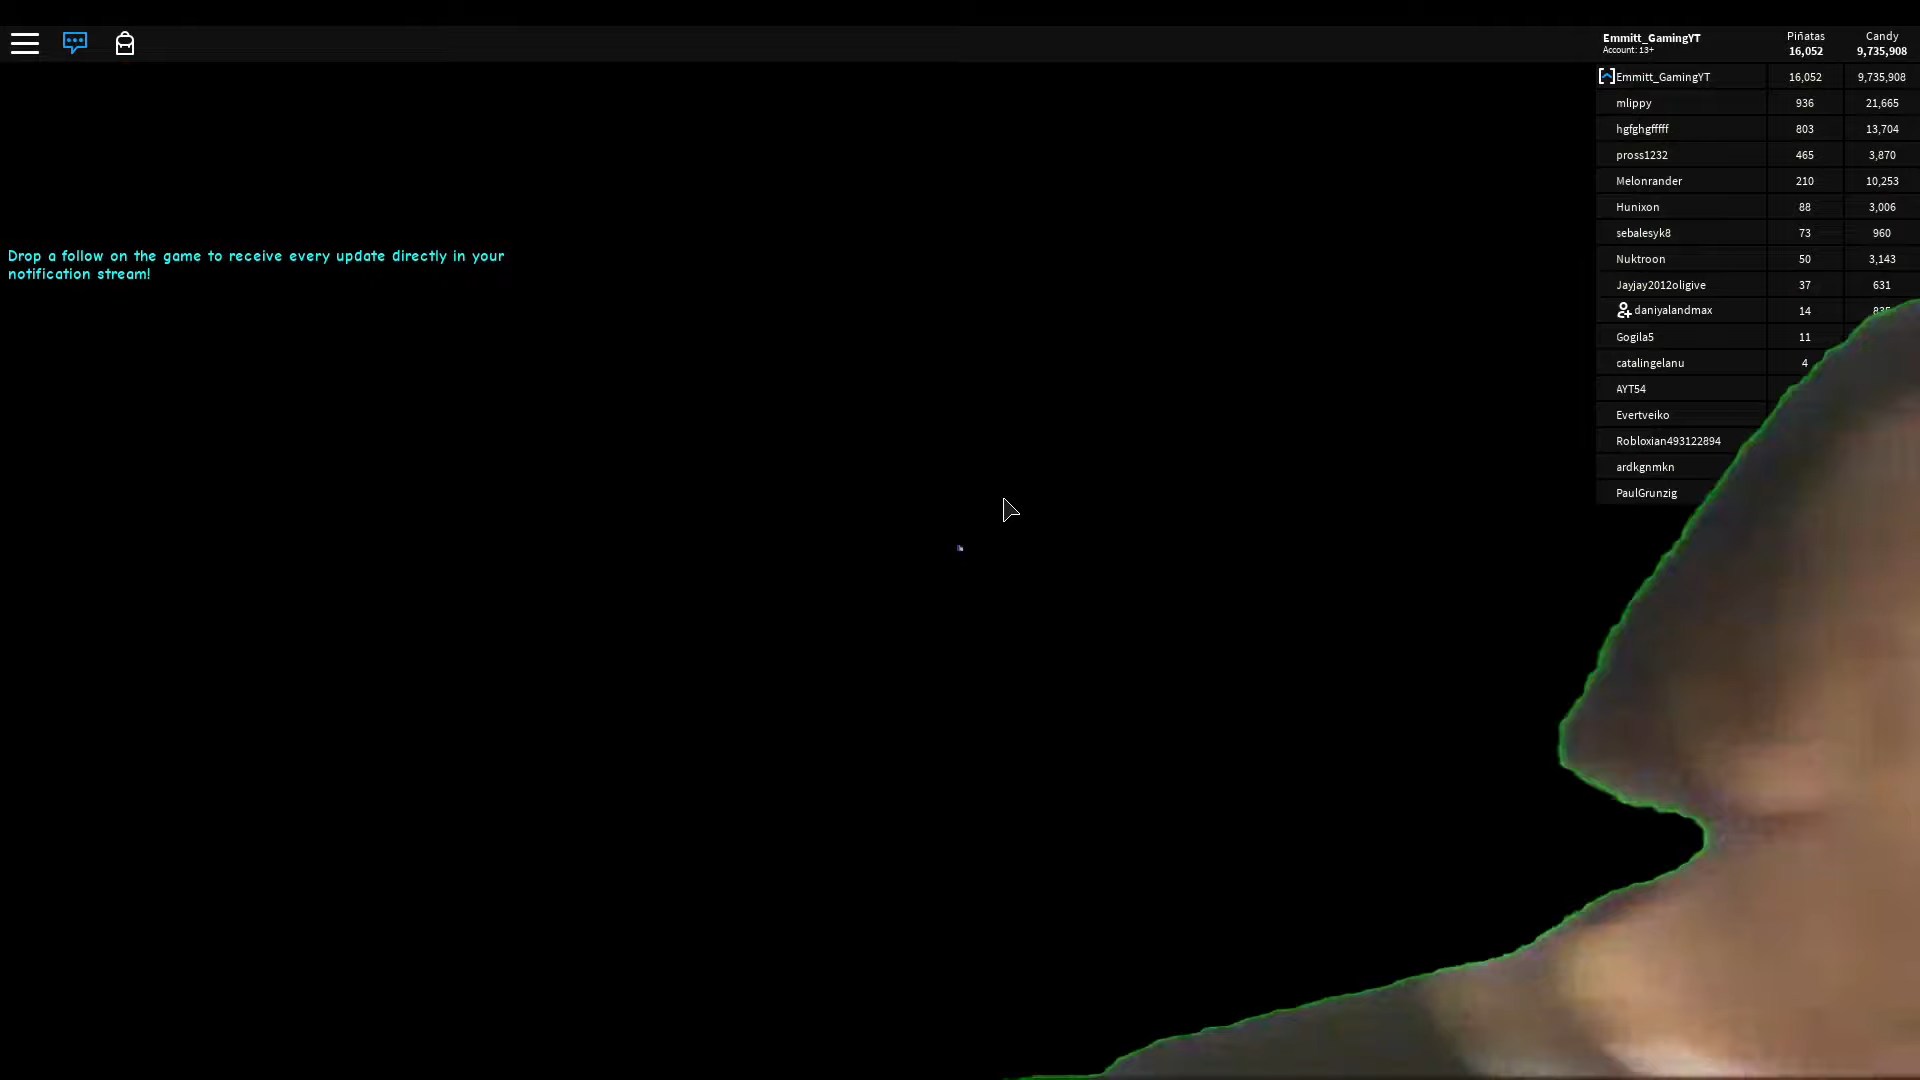 Emmitt_GamingYT Piñatas Candy
Account: 13+ 16,052 9,735,908
Emmitt_GamingYT 16,052 9,735,908
mlippy 936 21,665
hgfghgfffff 803 13,704
pross1232 465 3,870
Melonrander 210 10,253
Hunixon 88 3,006
sebalesyk8 73 960
Drop a follow on the game to receive every update directly in your
notification stream!
Nuktroon 50 3,143
Jayjay2012oligive 37 631
daniyalandmax 14
Gogila5 11
catalingelanu 4
AYT54
Evertveiko
Robloxian493122894
ardkgnmkn
PaulGrunzig